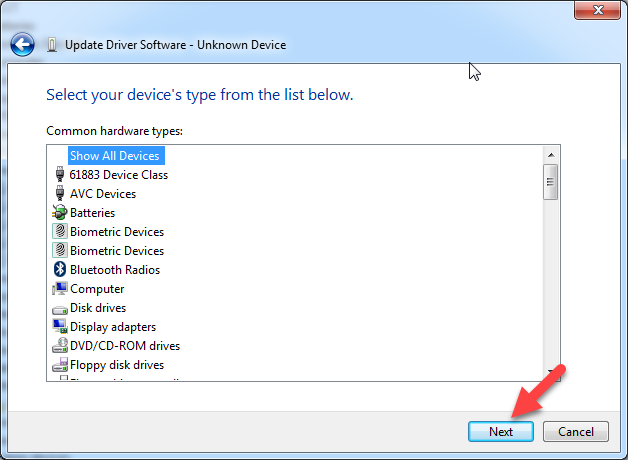 Update Driver Software - Unknown Device
Select your device's type from the list below.
Common hardware types:
Show All Devices
61883 Device Class
AVC Devices
Batteries
Biometric Devices
Biometric Devices
Bluetooth Radios
Computer
Disk drives
Display adapters
DVD/CD-ROM drives
Floppy disk drives
Next
Cancel